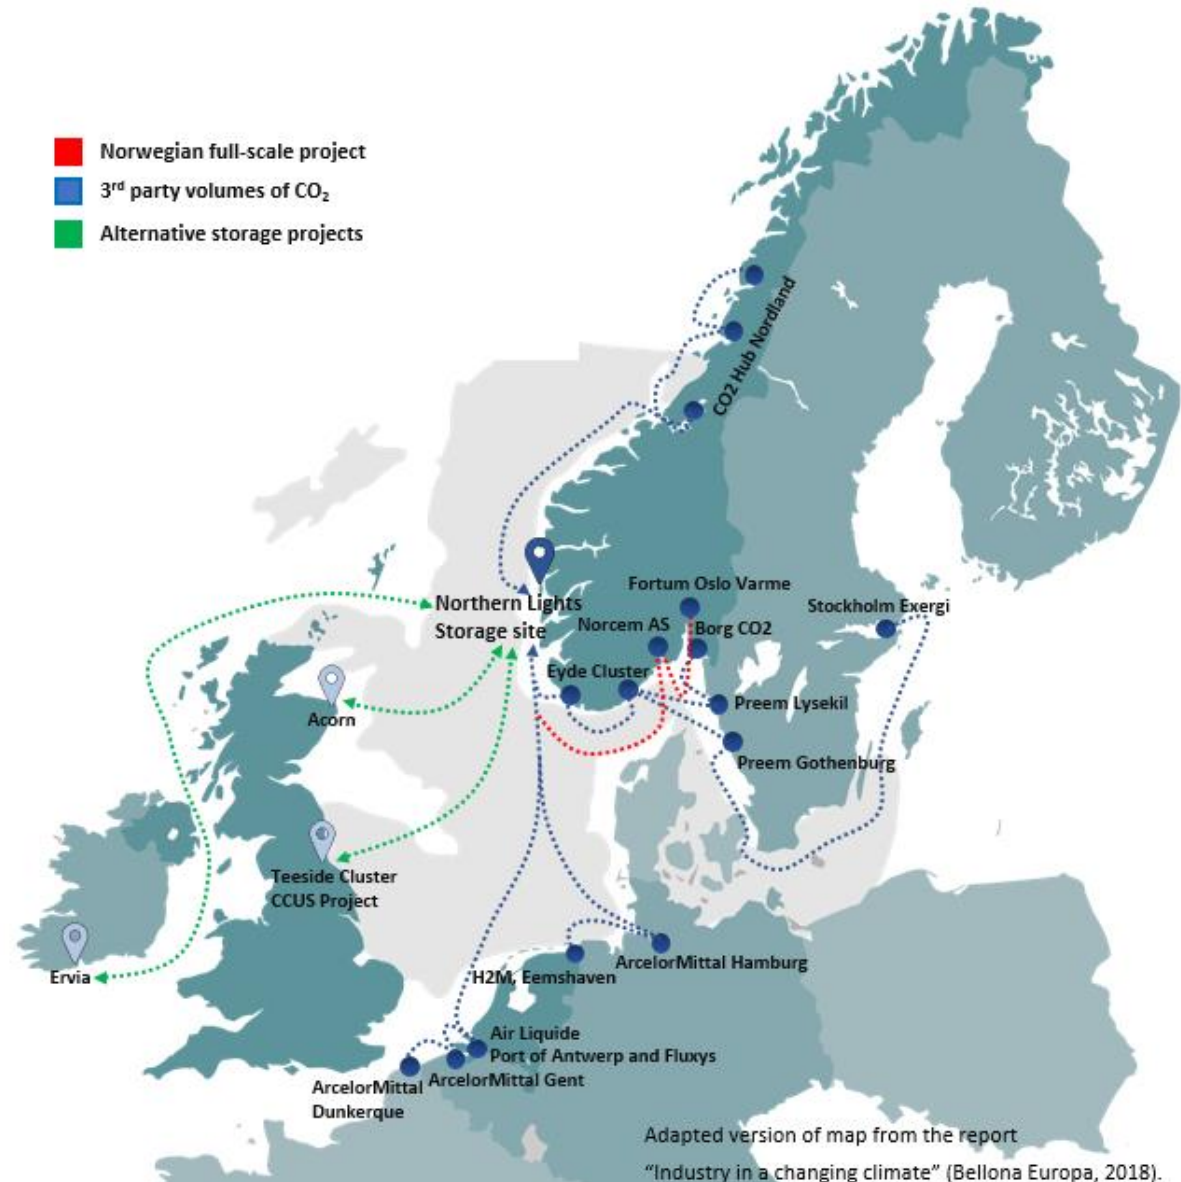 Norwegian full-scale project
3rd party volumes of CO₂
Alternative storage projects
CO2 Hub Nordland
Fortum Oslo Varme
Northern Lights
Storage site
Stockholm Exergi
Norcem AS
Borg CO2
Eyde Cluster
Preem Lysekil
Acorn
Preem Gothenburg
Teeside Cluster
CCUS Project
ArcelorMittal Hamburg
Ervia
H2M, Eemshaven
Air Liquide
Port of Antwerp and Fluxys
ArcelorMittal Gent
ArcelorMittal
Dunkerque
Adapted version of map from the report
“Industry in a changing climate” (Bellona Europa, 2018).